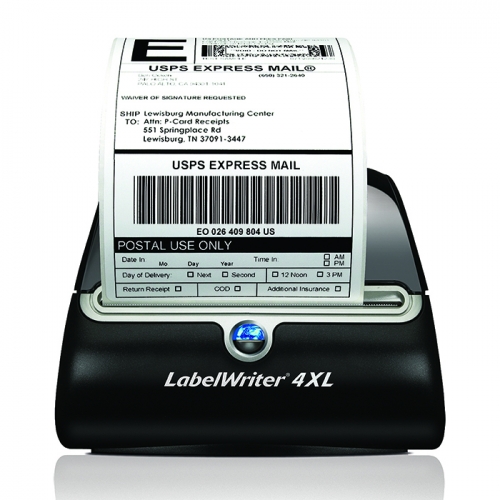 E
USPS EXPRESS MAIL®
(650) 321-2640
WAIVER OF SIGNATURE REQUESTED
SHIP Lewisburg Manufacturing Center
TO: Attn: P-Card Receipts
551 Springplace Rd
Lewisburg, TN 37091-3447
USPS EXPRESS MAIL
EO 026 409 804 US
POSTAL USE ONLY
Date In Mo Day Year Time In □ AM
□ PM
Day of Delivery: □ Next □ Second □ 12 Noon □ 3 PM
Return Receipt □ COD □ Additional Insurance □
LabelWriter® 4XL